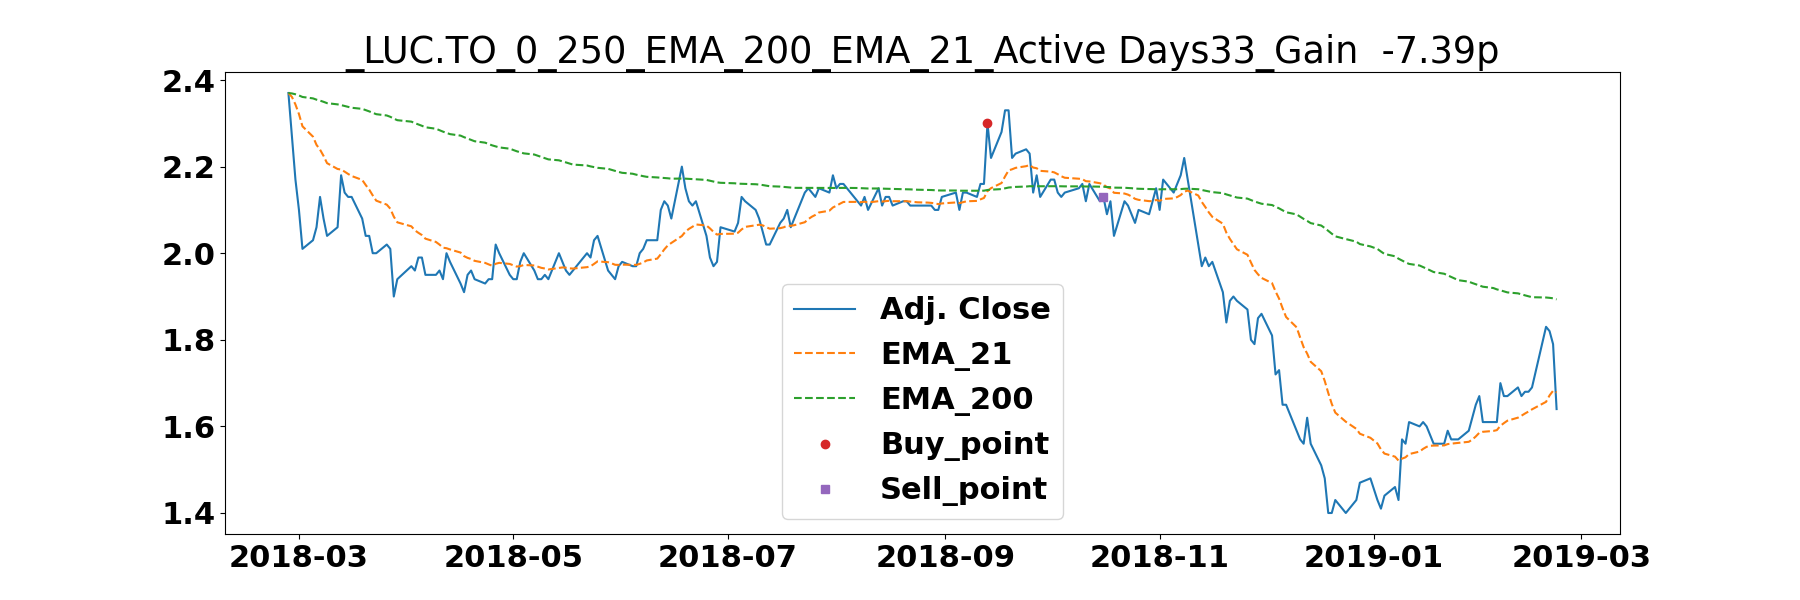 _LUC.TO_0_250_EMA_200_EMA_21_Active Days33_Gain  -7.39p
2.4
2.2
2.0
1.8
1.6
1.4
Adj. Close
EMA_21
EMA_200
Buy_point
Sell_point
2018-03 2018-05 2018-07 2018-09 2018-11 2019-01 2019-03